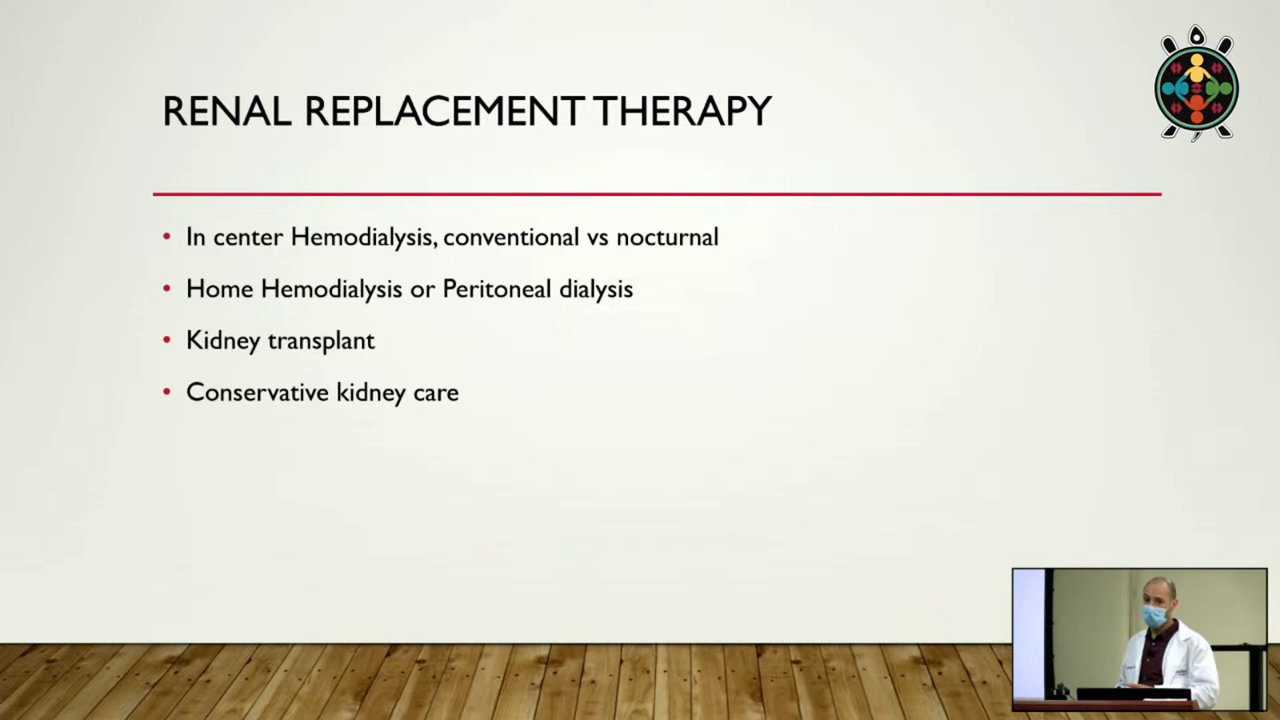 RENAL REPLACEMENT THERAPY
• In center Hemodialysis, conventional vs nocturnal
• Home Hemodialysis or Peritoneal dialysis
• Kidney transplant
• Conservative kidney care